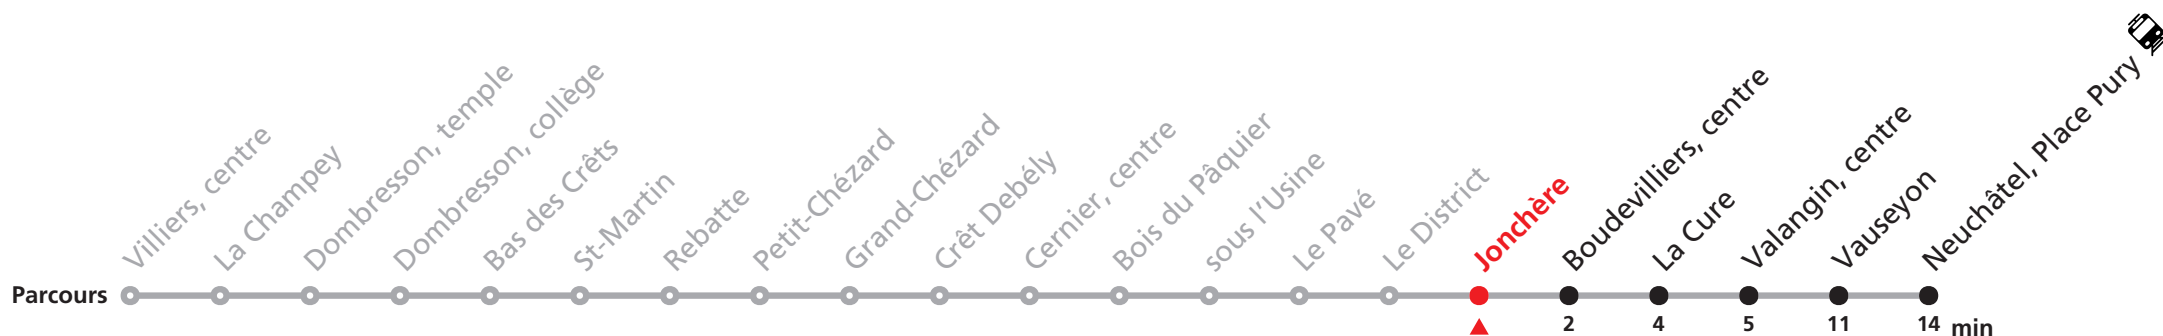 Villiers, centre
La Champey
Dombresson, temple
Dombresson, collège
Bas des Crêts
St-Martin
Rebatte
Petit-Chézard
Grand-Chézard
Crêt Debély
Cernier, centre
Bois du Pâquier
sous l'Usine
Le Pavé
Le District
Jonchère
Boudevilliers, centre
La Cure
Valangin, centre
Vauseyon
Neuchâtel, Place Pury
Parcours
2 4 5 11 14 min